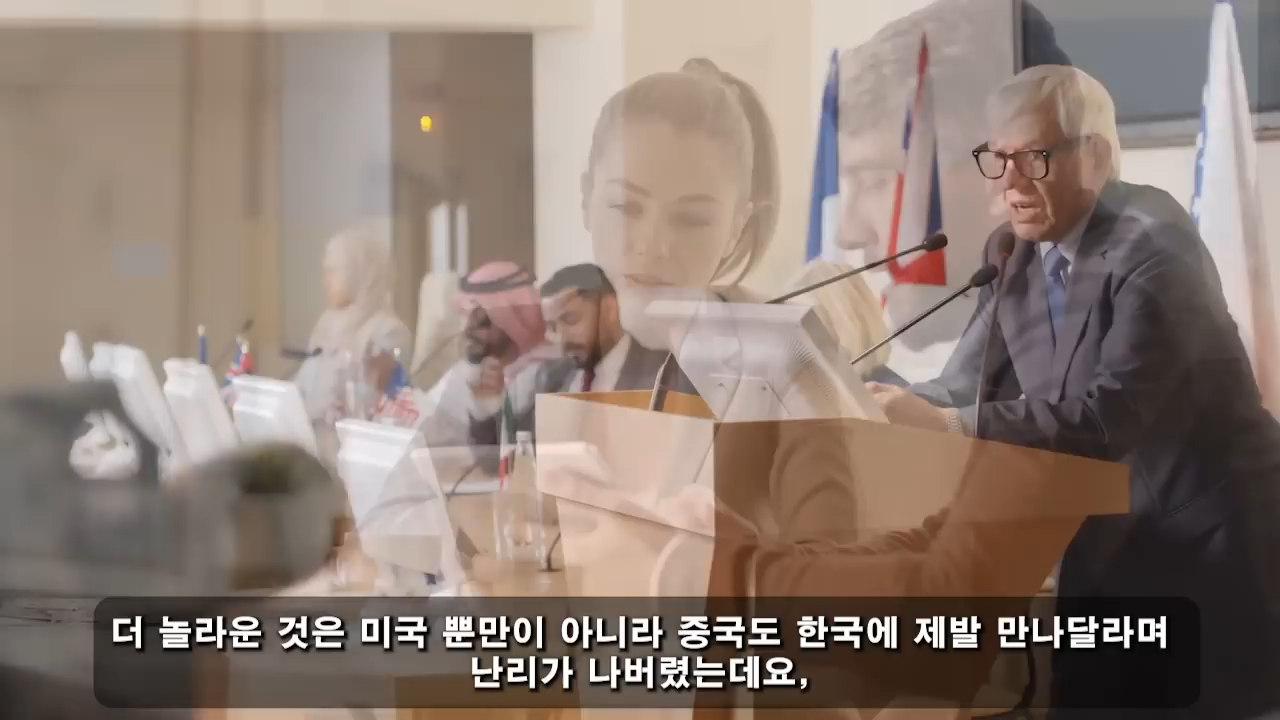 더 놀라운 것은 미국 뿐만이 아니라 중국도 한국에 제발 만나달라며
난리가 나버렸는데요,